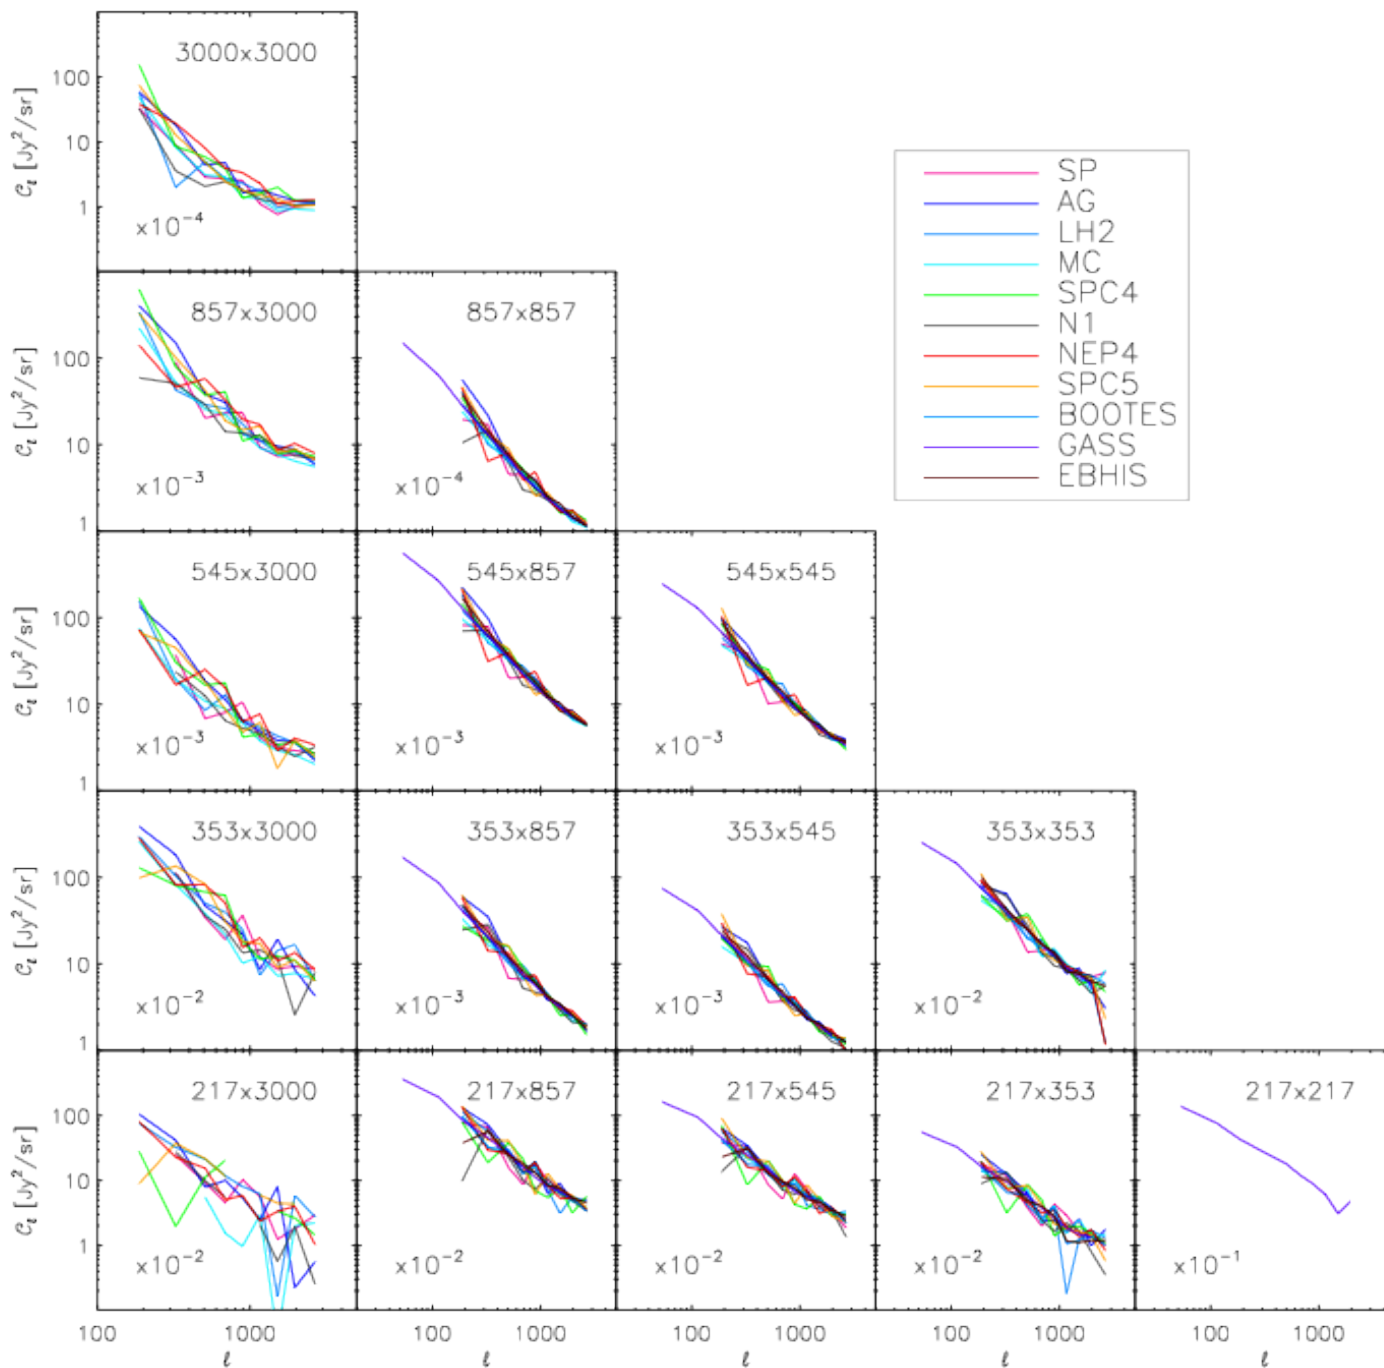 3000x3000
100
10
1
C_ℓ [Jy²/sr]
x10⁻⁴
SP
AG
LH2
MC
SPC4
N1
NEP4
SPC5
BOOTES
GASS
EBHIS
857x3000
857x857
100
10
1
C_ℓ [Jy²/sr]
x10⁻³
x10⁻⁴
545x3000
545x857
545x545
100
10
1
C_ℓ [Jy²/sr]
x10⁻³
x10⁻³
x10⁻³
353x3000
353x857
353x545
353x353
100
10
1
C_ℓ [Jy²/sr]
x10⁻²
x10⁻³
x10⁻³
x10⁻²
217x3000
217x857
217x545
217x353
217x217
100
10
1
C_ℓ [Jy²/sr]
x10⁻²
x10⁻²
x10⁻²
x10⁻²
x10⁻¹
100 1000 100 1000 100 1000 100 1000 100 1000
ℓ ℓ ℓ ℓ ℓ